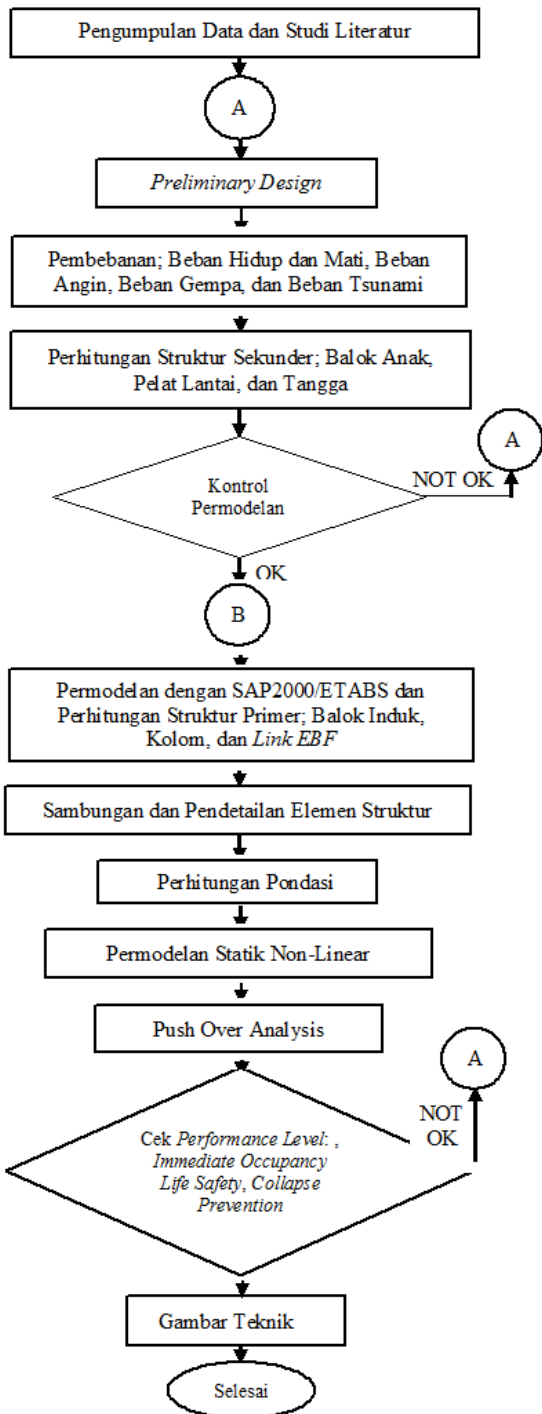 Pengumpulan Data dan Studi Literatur
A
Preliminary Design
Pembebanan; Beban Hidup dan Mati, Beban
Angin, Beban Gempa, dan Beban Tsunami
Perhitungan Struktur Sekunder; Balok Anak,
Pelat Lantai, dan Tangga
A
Kontrol
Permodelan
NOT OK
OK
B
Permodelan dengan SAP2000/ETABS dan
Perhitungan Struktur Primer; Balok Induk,
Kolom, dan Link EBF
Sambungan dan Pendetailan Elemen Struktur
Perhitungan Pondasi
Permodelan Statik Non-Linear
Push Over Analysis
A
NOT
OK
Cek Performance Level: ,
Immediate Occupancy
Life Safety, Collapse
Prevention
Gambar Teknik
Selesai